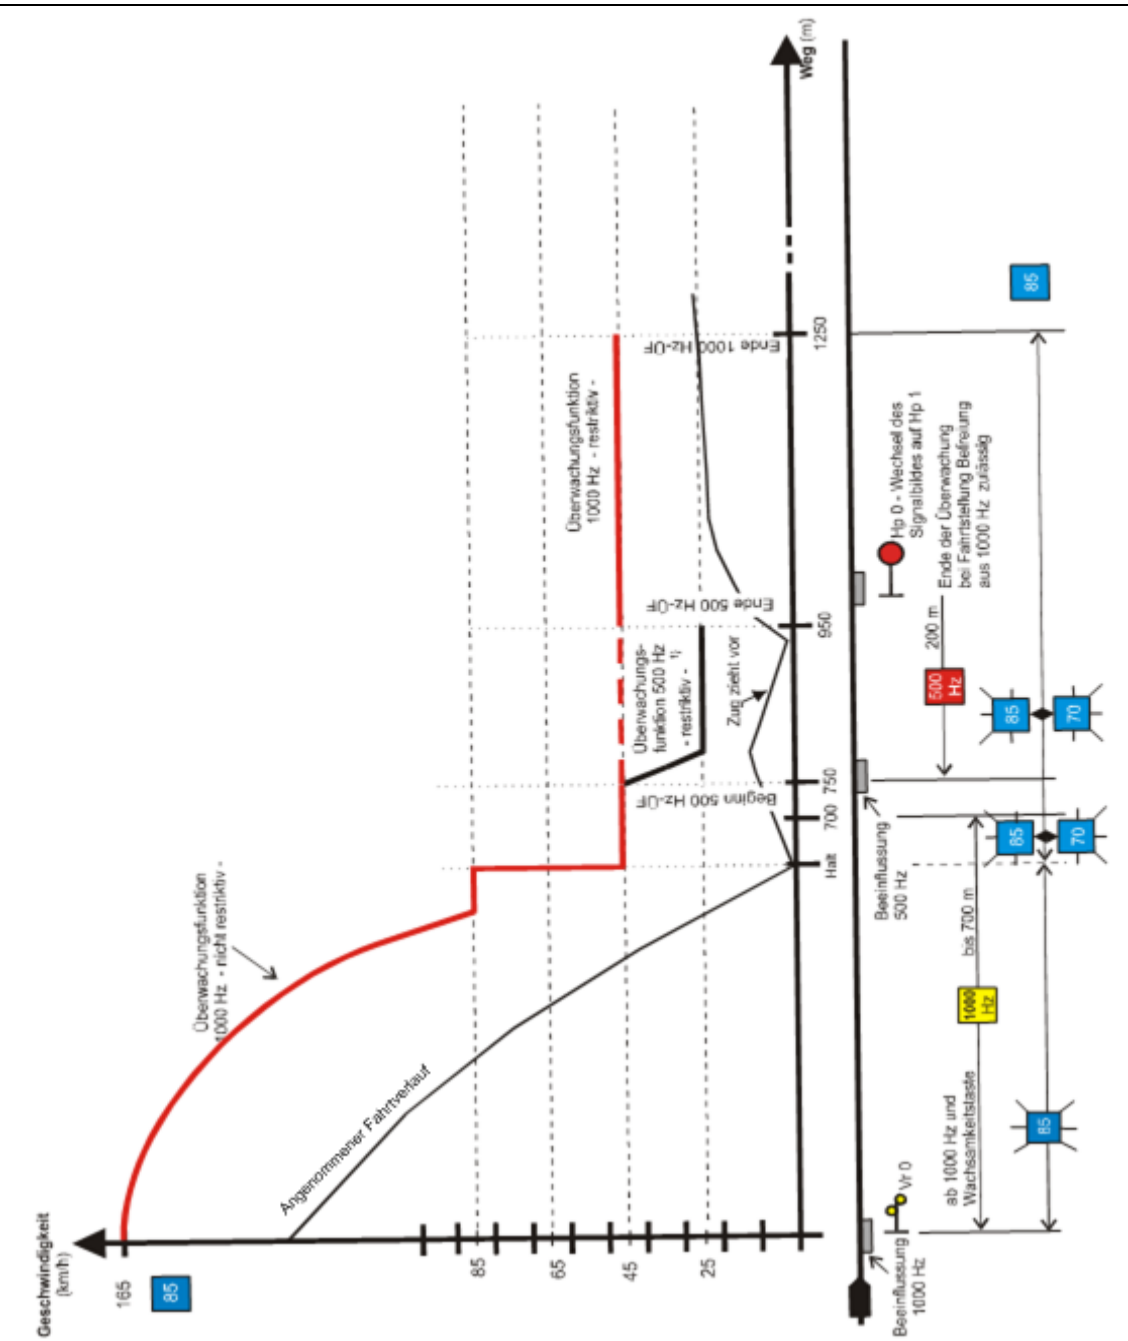 Geschwindigkeit
(km/h)
165
85
85
65
45
25
Überwachungsfunktion
1000 Hz - nicht restriktiv -
Angenommener Fahrtverlauf
Überwachungsfunktion
1000 Hz - restriktiv -
Überwachungs-
funktion 500 Hz
- restriktiv -
1)
Zug zieht vor
Beginn 500 Hz-ÜF
Ende 500 Hz-ÜF
Ende 1000 Hz-ÜF
Halt
700
750
950
1250
Weg (m)
Beeinflussung
1000 Hz
Vr 0
Beeinflussung
500 Hz
Hp 0 - Wechsel des
Signalbildes auf Hp 1
ab 1000 Hz und
Wachsamkeitstaste
1000
Hz
bis 700 m
500
Hz
200 m
Ende der Überwachung
bei Fahrtstellung Befreiung
aus 1000 Hz zulässig
85
85
70
85
70
85